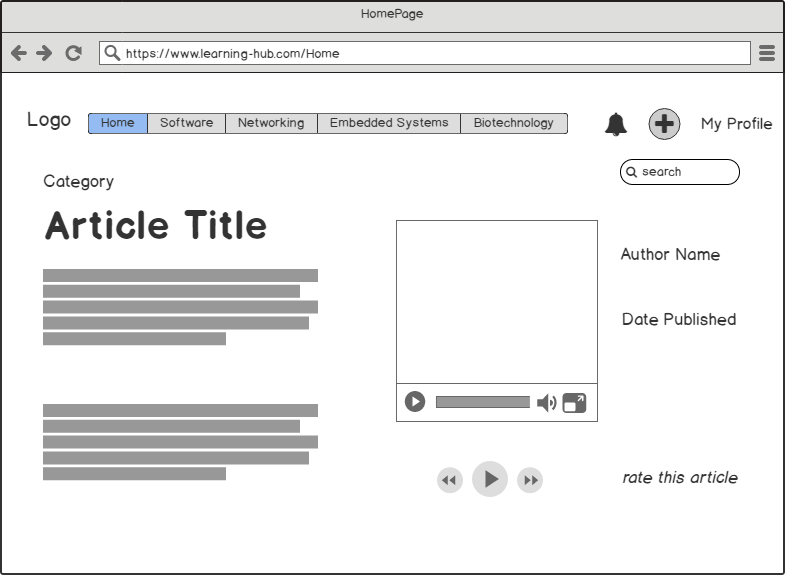 HomePage
https://www.learning-hub.com/Home
Logo
Home Software Networking Embedded Systems Biotechnology
My Profile
search
Category
Article Title
Author Name
Date Published
rate this article